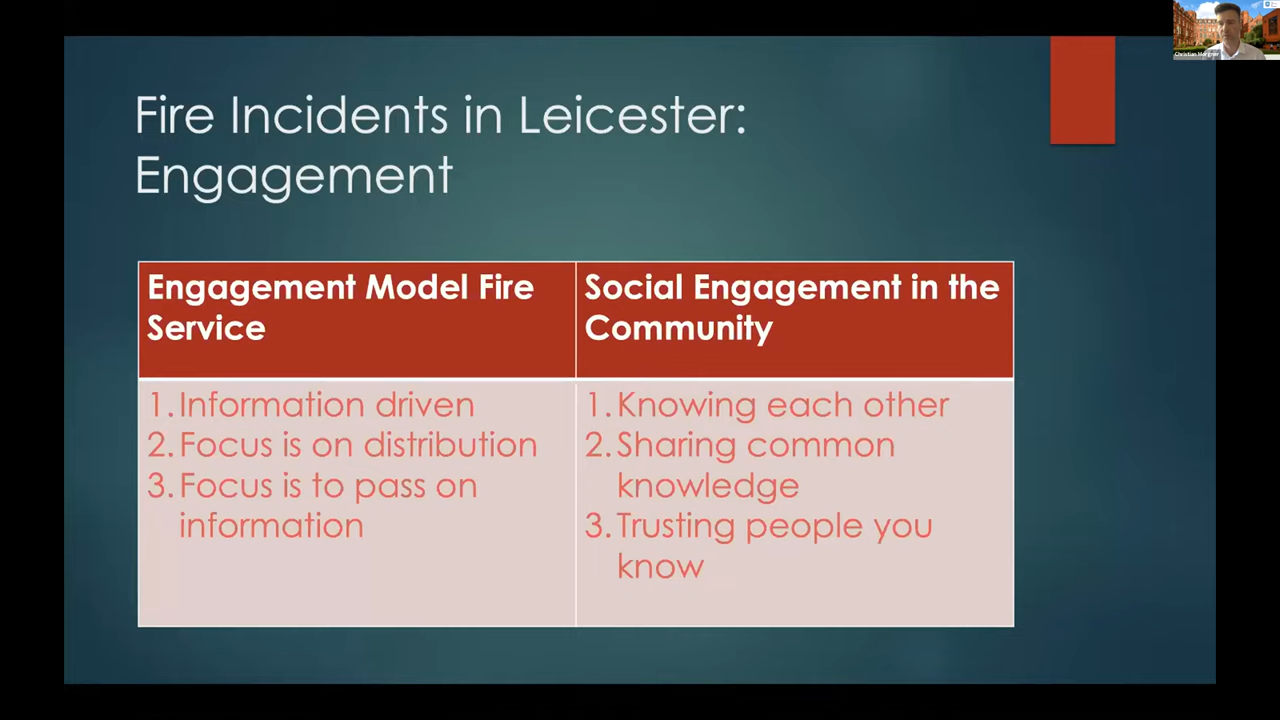 Fire Incidents in Leicester:
Engagement
Engagement Model Fire
Service
Social Engagement in the
Community
1. Information driven
2. Focus is on distribution
3. Focus is to pass on
information
1. Knowing each other
2. Sharing common
knowledge
3. Trusting people you
know